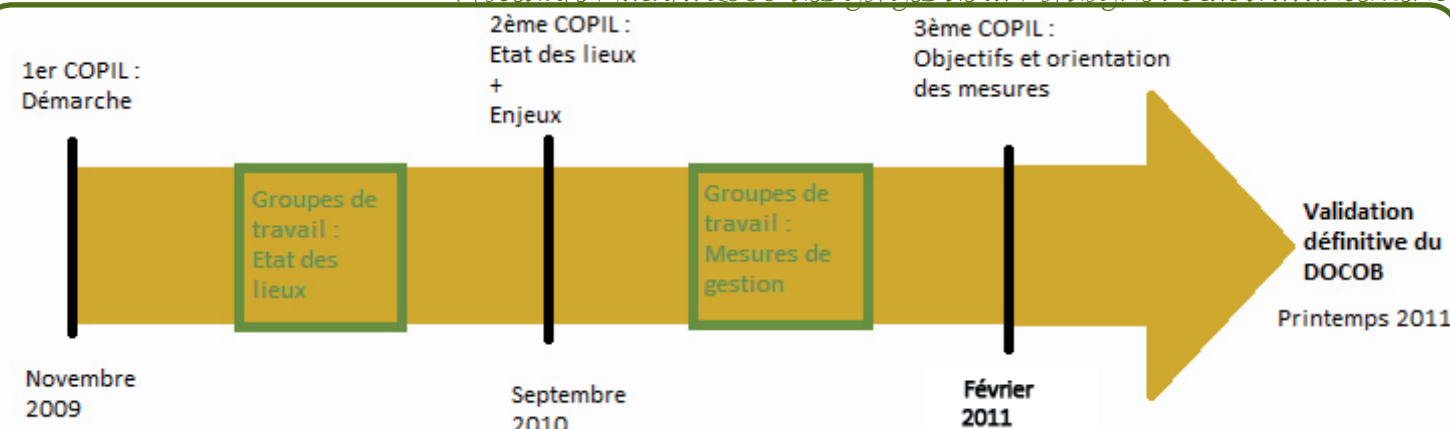 1er COPIL :
Démarche
2ème COPIL :
Etat des lieux
+
Enjeux
3ème COPIL :
Objectifs et orientation
des mesures
Groupes de
travail :
Etat des
lieux
Groupes de
travail :
Mesures de
gestion
Validation
définitive du
DOCOB
Printemps 2011
Novembre
2009
Septembre
2010
Février
2011